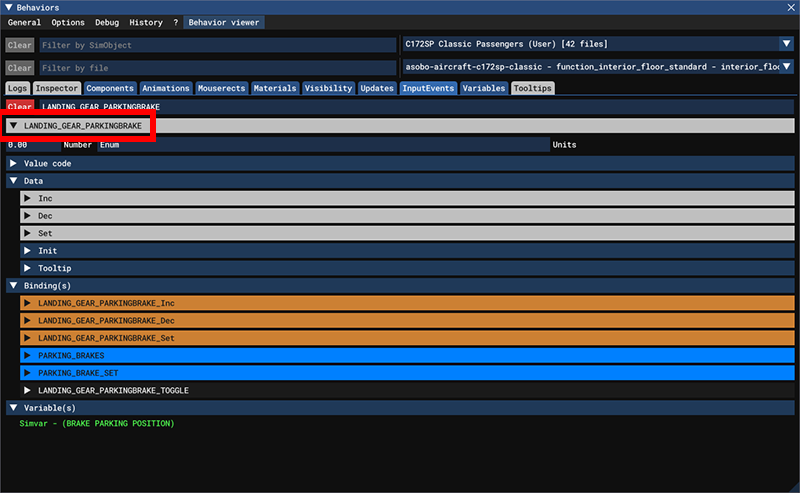 Behaviors
General Options Debug History ? Behavior viewer
Clear Filter by SimObject C172SP Classic Passengers (User) [42 files]
Clear Filter by file asobo-aircraft-c172sp-classic - function_interior_floor_standard - interior_floo
Logs Inspector Components Animations Mouserects Materials Visibility Updates InputEvents Variables Tooltips
Clear LANDING_GEAR_PARKINGBRAKE
LANDING_GEAR_PARKINGBRAKE
0.00 Number Enum Units
Value code
Data
Inc
Dec
Set
Init
Tooltip
Binding(s)
LANDING_GEAR_PARKINGBRAKE_Inc
LANDING_GEAR_PARKINGBRAKE_Dec
LANDING_GEAR_PARKINGBRAKE_Set
PARKING_BRAKES
PARKING_BRAKE_SET
LANDING_GEAR_PARKINGBRAKE_TOGGLE
Variable(s)
Simvar - (BRAKE PARKING POSITION)